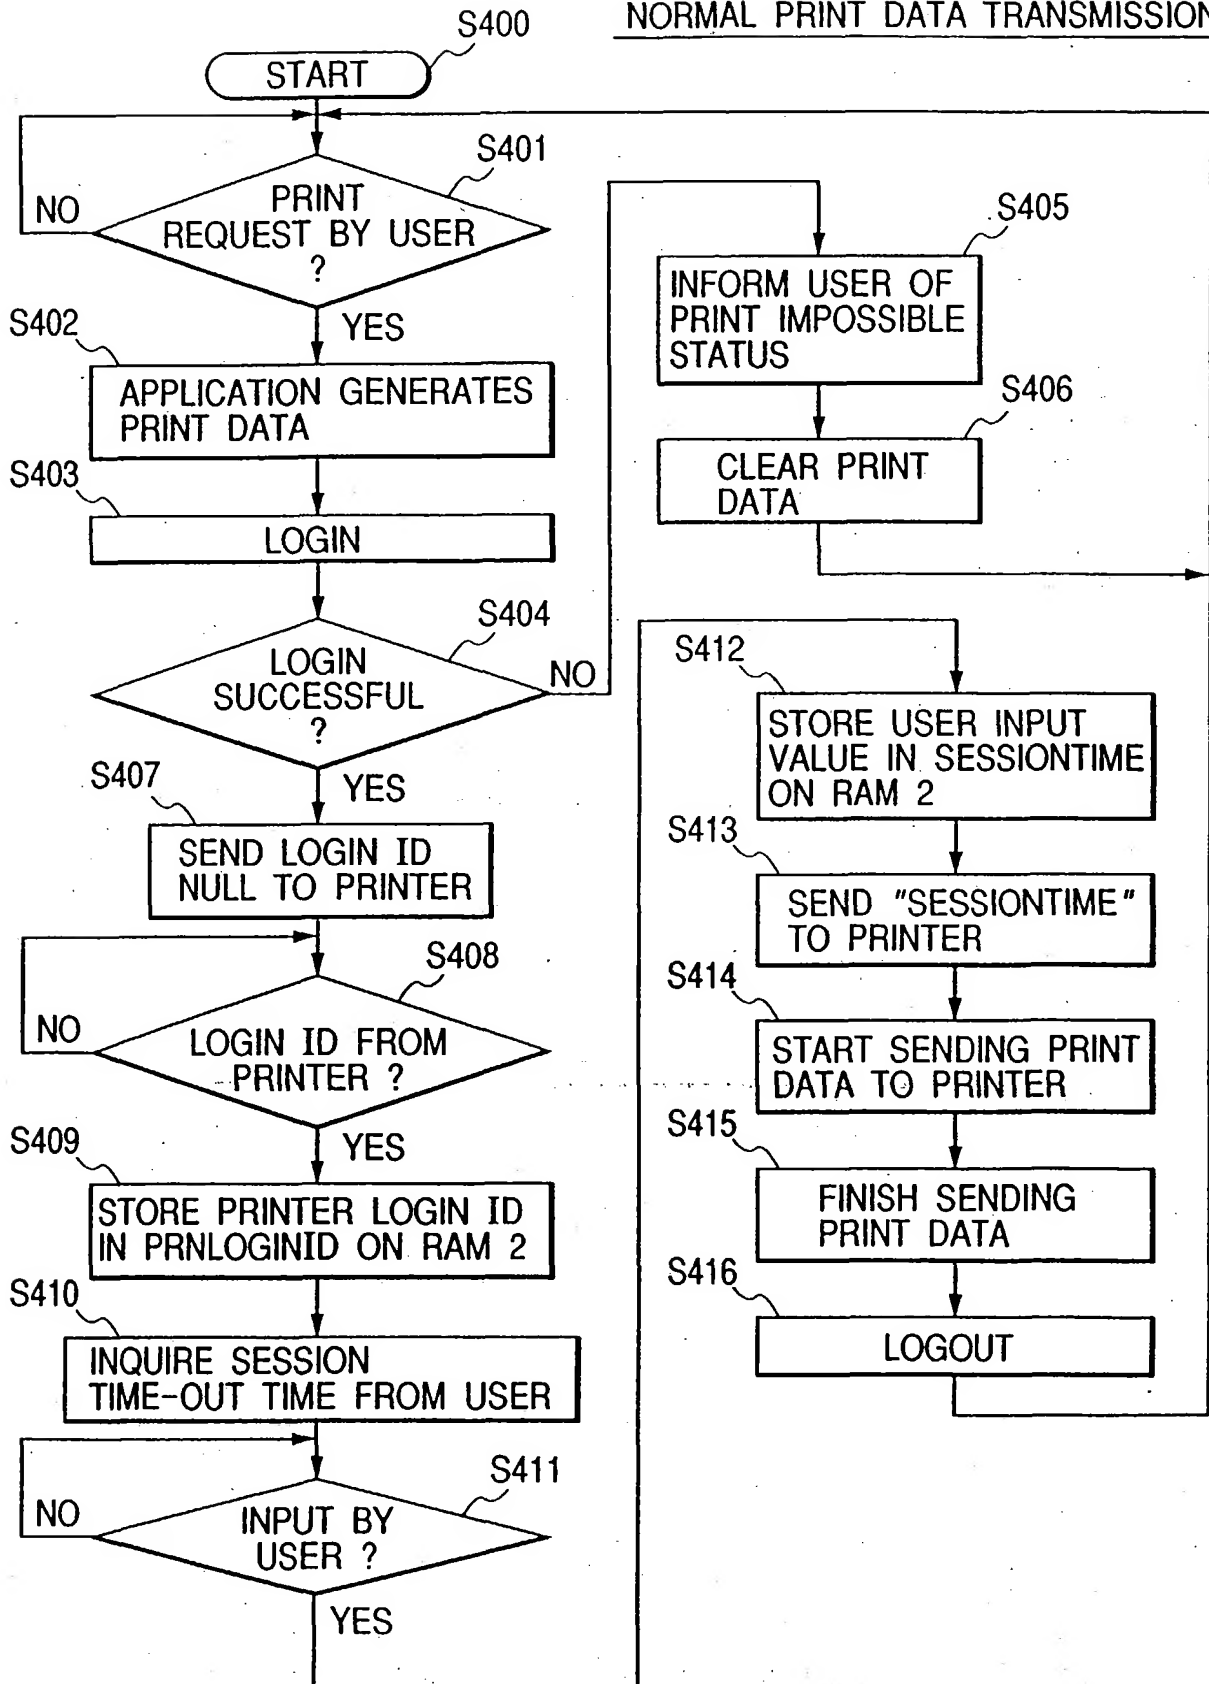 NORMAL PRINT DATA TRANSMISSION
S400
START
S401
NO
PRINT
REQUEST BY USER
?
YES
S402
APPLICATION GENERATES
PRINT DATA
S403
LOGIN
S404
LOGIN
SUCCESSFUL
?
NO
YES
S405
INFORM USER OF
PRINT IMPOSSIBLE
STATUS
S406
CLEAR PRINT
DATA
S407
SEND LOGIN ID
NULL TO PRINTER
S408
NO
LOGIN ID FROM
PRINTER ?
YES
S409
STORE PRINTER LOGIN ID
IN PRNLOGINID ON RAM 2
S410
INQUIRE SESSION
TIME-OUT TIME FROM USER
S411
NO
INPUT BY
USER ?
YES
S412
STORE USER INPUT
VALUE IN SESSIONTIME
ON RAM 2
S413
SEND "SESSIONTIME"
TO PRINTER
S414
START SENDING PRINT
DATA TO PRINTER
S415
FINISH SENDING
PRINT DATA
S416
LOGOUT